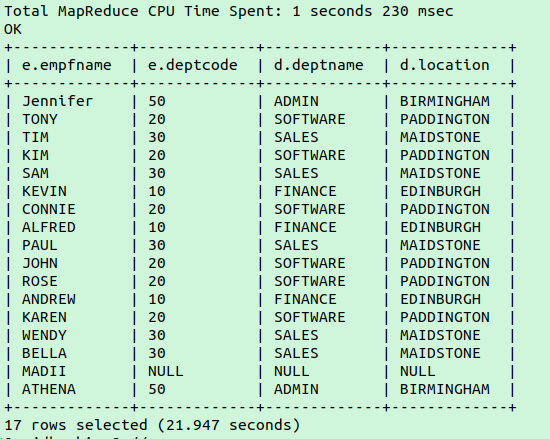 Total MapReduce CPU Time Spent: 1 seconds 230 msec
OK
+-------------+-------------+-------------+-------------+
| e.empfname  | e.deptcode  | d.deptname  | d.location  |
+-------------+-------------+-------------+-------------+
| Jennifer    | 50          | ADMIN       | BIRMINGHAM  |
| TONY        | 20          | SOFTWARE    | PADDINGTON  |
| TIM         | 30          | SALES       | MAIDSTONE   |
| KIM         | 20          | SOFTWARE    | PADDINGTON  |
| SAM         | 30          | SALES       | MAIDSTONE   |
| KEVIN       | 10          | FINANCE     | EDINBURGH   |
| CONNIE      | 20          | SOFTWARE    | PADDINGTON  |
| ALFRED      | 10          | FINANCE     | EDINBURGH   |
| PAUL        | 30          | SALES       | MAIDSTONE   |
| JOHN        | 20          | SOFTWARE    | PADDINGTON  |
| ROSE        | 20          | SOFTWARE    | PADDINGTON  |
| ANDREW      | 10          | FINANCE     | EDINBURGH   |
| KAREN       | 20          | SOFTWARE    | PADDINGTON  |
| WENDY       | 30          | SALES       | MAIDSTONE   |
| BELLA       | 30          | SALES       | MAIDSTONE   |
| MADII       | NULL        | NULL        | NULL        |
| ATHENA      | 50          | ADMIN       | BIRMINGHAM  |
+-------------+-------------+-------------+-------------+
17 rows selected (21.947 seconds)